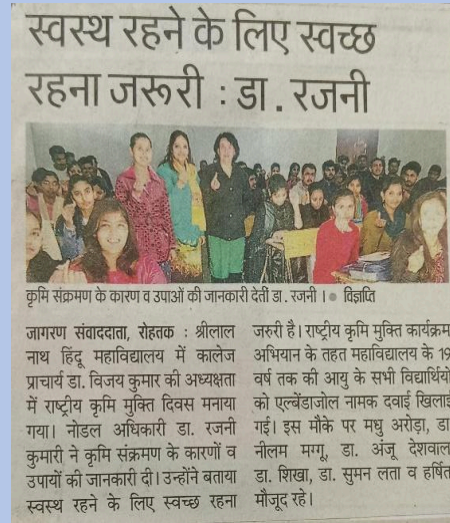 स्वस्थ रहने के लिए स्वच्छ
रहना जरूरी : डा. रजनी
कृमि संक्रमण के कारण व उपाओं की जानकारी देतीं डा. रजनी । ● विज्ञप्ति
जागरण संवाददाता, रोहतक : श्रीलाल
नाथ हिंदू महाविद्यालय में कालेज
प्राचार्य डा. विजय कुमार की अध्यक्षता
में राष्ट्रीय कृमि मुक्ति दिवस मनाया
गया। नोडल अधिकारी डा. रजनी
कुमारी ने कृमि संक्रमण के कारणों व
उपायों की जानकारी दी। उन्होंने बताया
स्वस्थ रहने के लिए स्वच्छ रहना
जरुरी है। राष्ट्रीय कृमि मुक्ति कार्यक्रम
अभियान के तहत महाविद्यालय के 19
वर्ष तक की आयु के सभी विद्यार्थियों
को एल्बेंडाजोल नामक दवाई खिलाई
गई। इस मौके पर मधु अरोड़ा, डा
नीलम मग्गू, डा. अंजू देशवाल
डा. शिखा, डा. सुमन लता व हर्षित
मौजूद रहे।